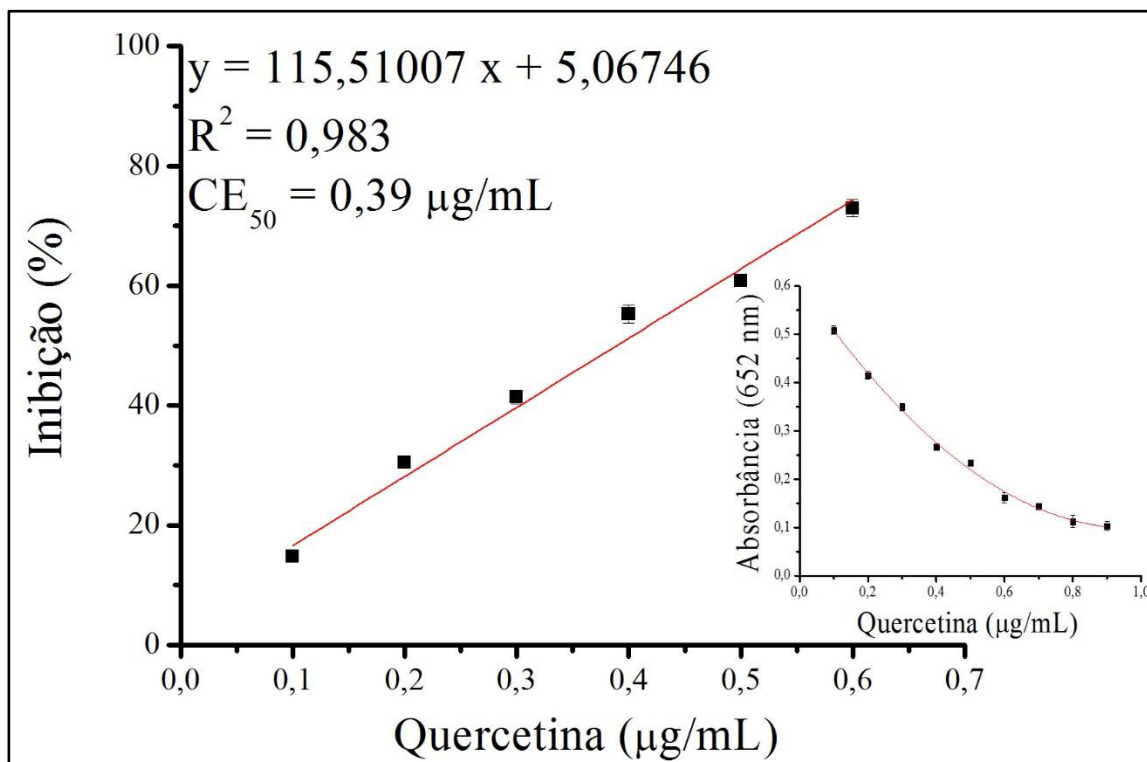 y = 115,51007 x + 5,06746
R² = 0,983
CE₅₀ = 0,39 μg/mL
Inibição (%)
100
80
60
40
20
0
0,0 0,1 0,2 0,3 0,4 0,5 0,6 0,7
Quercetina (μg/mL)
Absorbância (652 nm)
0,6
0,5
0,4
0,3
0,2
0,1
0,0
0,0 0,2 0,4 0,6 0,8 1,0
Quercetina (μg/mL)